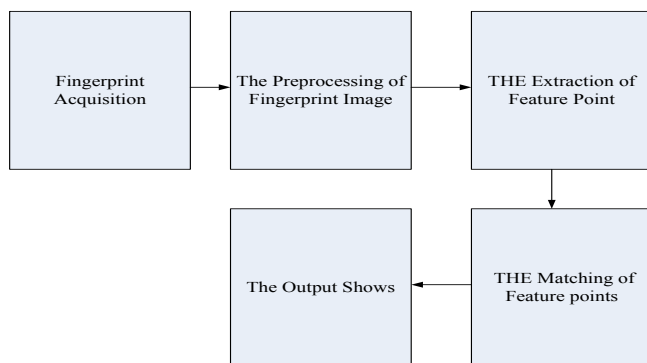 Fingerprint
Acquisition
The Preprocessing of
Fingerprint Image
THE Extraction of
Feature Point
THE Matching of
Feature points
The Output Shows